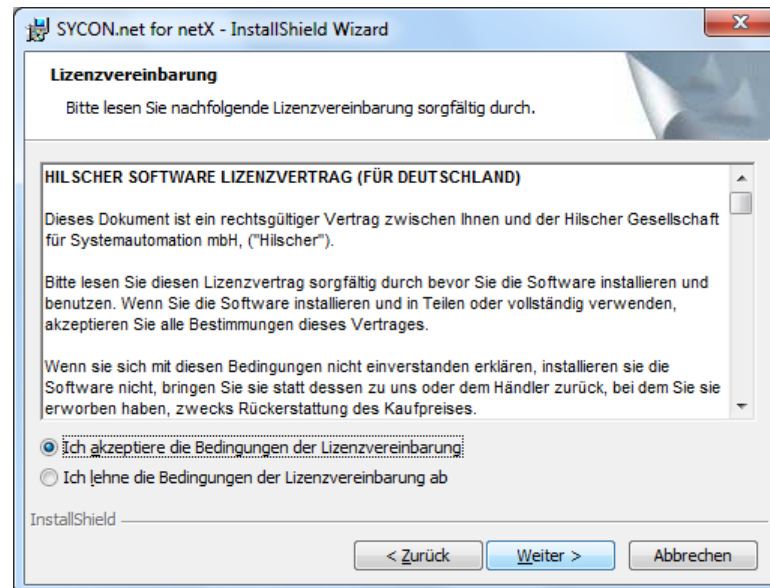 SYCON.net for netX - InstallShield Wizard
Lizenzvereinbarung
Bitte lesen Sie nachfolgende Lizenzvereinbarung sorgfältig durch.
HILSCHER SOFTWARE LIZENZVERTRAG (FÜR DEUTSCHLAND)
Dieses Dokument ist ein rechtsgültiger Vertrag zwischen Ihnen und der Hilscher Gesellschaft
für Systemautomation mbH, ("Hilscher").
Bitte lesen Sie diesen Lizenzvertrag sorgfältig durch bevor Sie die Software installieren und
benutzen. Wenn Sie die Software installieren und in Teilen oder vollständig verwenden,
akzeptieren Sie alle Bestimmungen dieses Vertrages.
Wenn sie sich mit diesen Bedingungen nicht einverstanden erklären, installieren sie die
Software nicht, bringen Sie sie statt dessen zu uns oder dem Händler zurück, bei dem Sie sie
erworben haben, zwecks Rückerstattung des Kaufpreises.
Ich akzeptiere die Bedingungen der Lizenzvereinbarung
Ich lehne die Bedingungen der Lizenzvereinbarung ab
InstallShield
< Zurück
Weiter >
Abbrechen